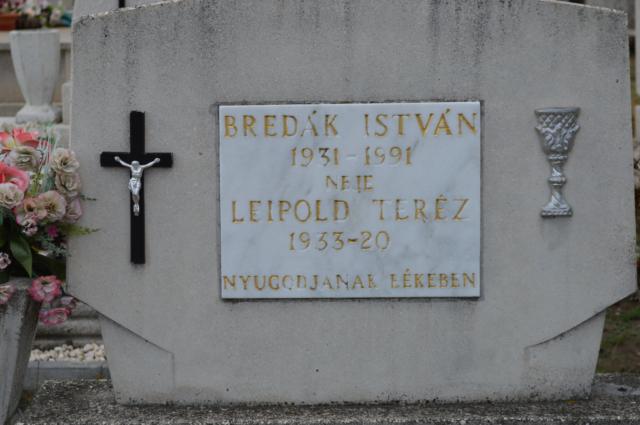 BREDÁK ISTVÁN
1931-1991
NEJE
LEIPOLD TERÉZ
1933-20
NYUGODJANAK BÉKÉBEN